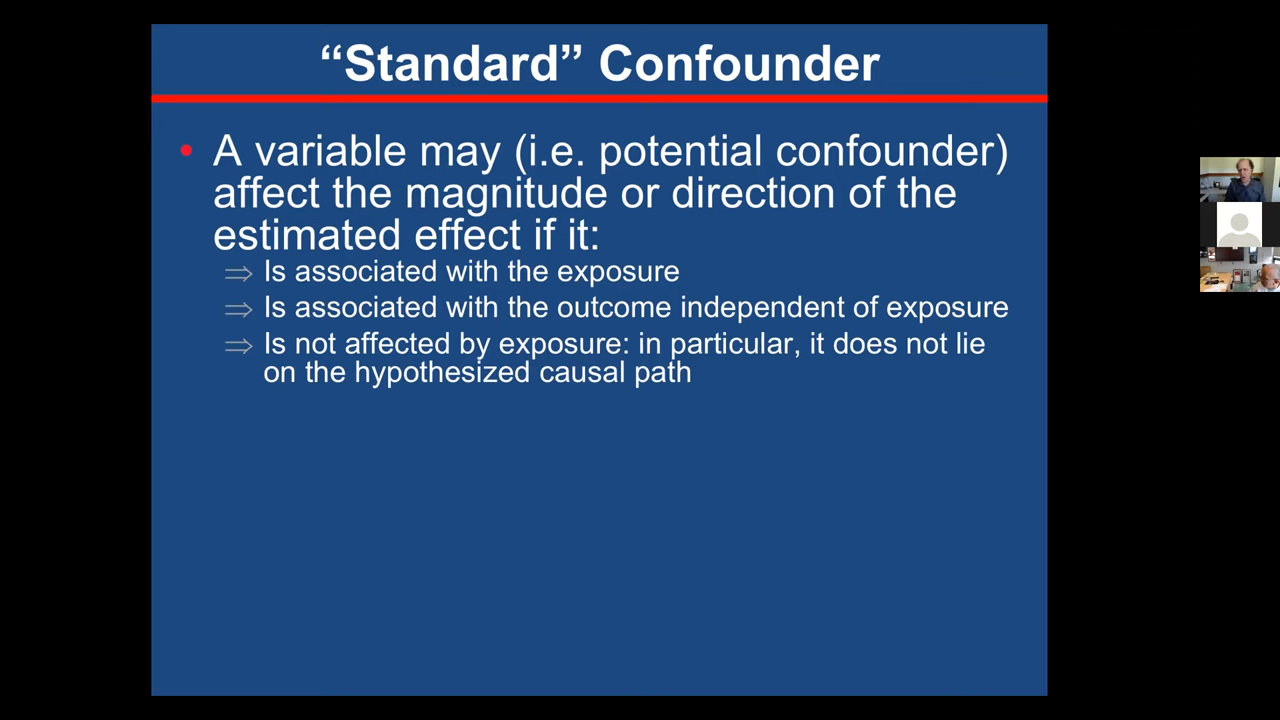 “Standard” Confounder
• A variable may (i.e. potential confounder)
affect the magnitude or direction of the
estimated effect if it:
⇒ Is associated with the exposure
⇒ Is associated with the outcome independent of exposure
⇒ Is not affected by exposure: in particular, it does not lie
on the hypothesized causal path